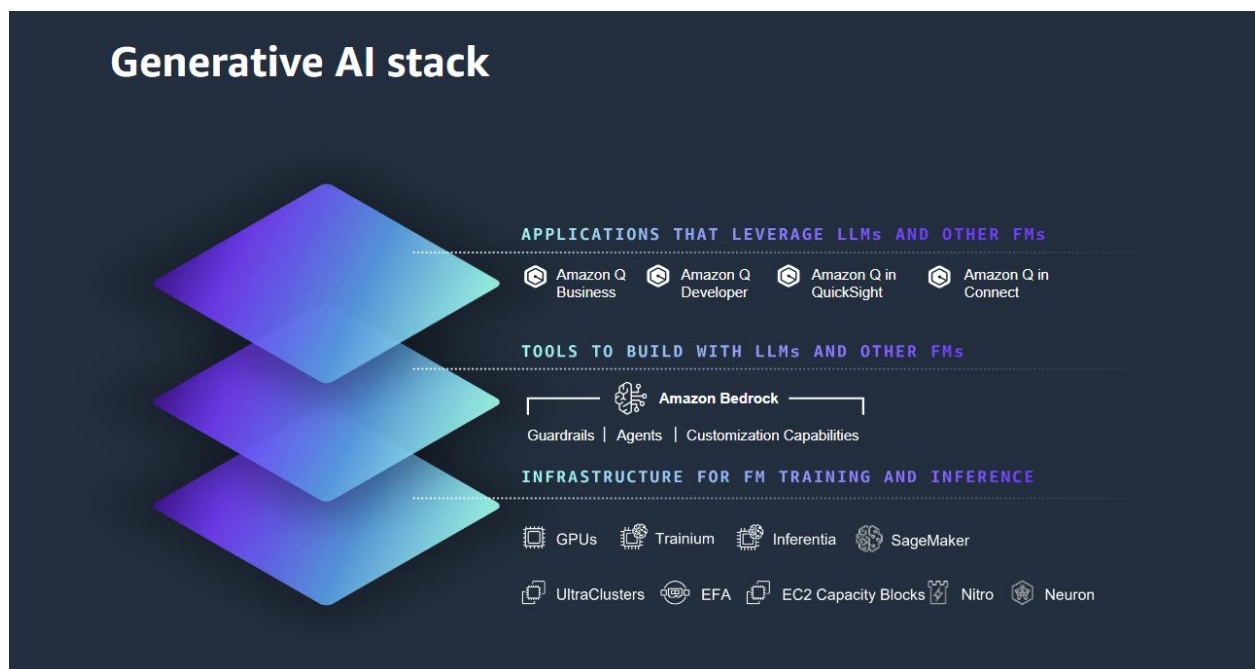 Generative AI stack
APPLICATIONS THAT LEVERAGE LLMs AND OTHER FMs
Amazon Q Business
Amazon Q Developer
Amazon Q in QuickSight
Amazon Q in Connect
TOOLS TO BUILD WITH LLMs AND OTHER FMs
Amazon Bedrock
Guardrails | Agents | Customization Capabilities
INFRASTRUCTURE FOR FM TRAINING AND INFERENCE
GPUs Trainium Inferentia SageMaker
UltraClusters EFA EC2 Capacity Blocks Nitro Neuron